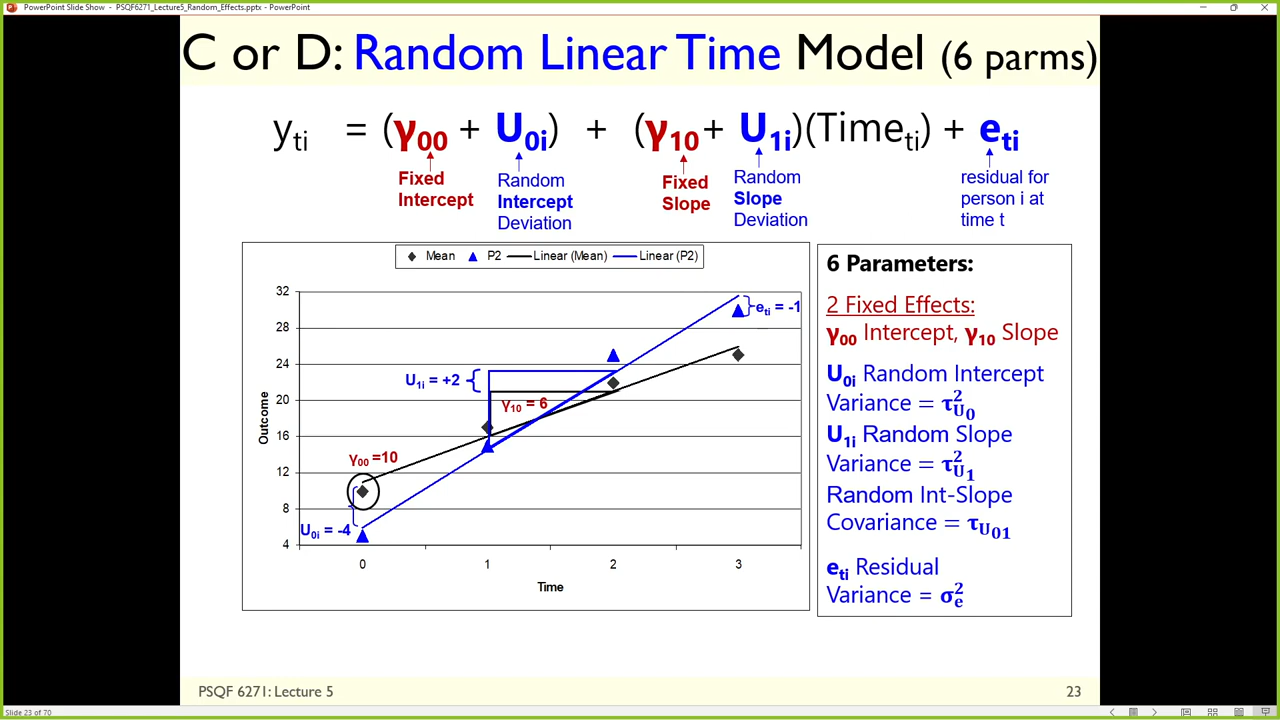 PowerPoint Slide Show - PSQF6271_Lecture5_Random_Effects.pptx - PowerPoint
C or D: Random Linear Time Model (6 parms)
yti = (γ00 + U0i) + (γ10+ U1i)(Timeti) + eti
Fixed
Intercept
Random
Intercept
Deviation
Fixed
Slope
Random
Slope
Deviation
residual for
person i at
time t
Mean P2 Linear (Mean) Linear (P2)
32
28
24
20
16
12
8
4
Outcome
eti = -1
U1i = +2
γ10 = 6
γ00 =10
U0i = -4
0 1 2 3
Time
6 Parameters:
2 Fixed Effects:
γ00 Intercept, γ10 Slope
U0i Random Intercept
Variance = τ²U0
U1i Random Slope
Variance = τ²U1
Random Int-Slope
Covariance = τU01
eti Residual
Variance = σ²e
PSQF 6271: Lecture 5
23
Slide 23 of 70